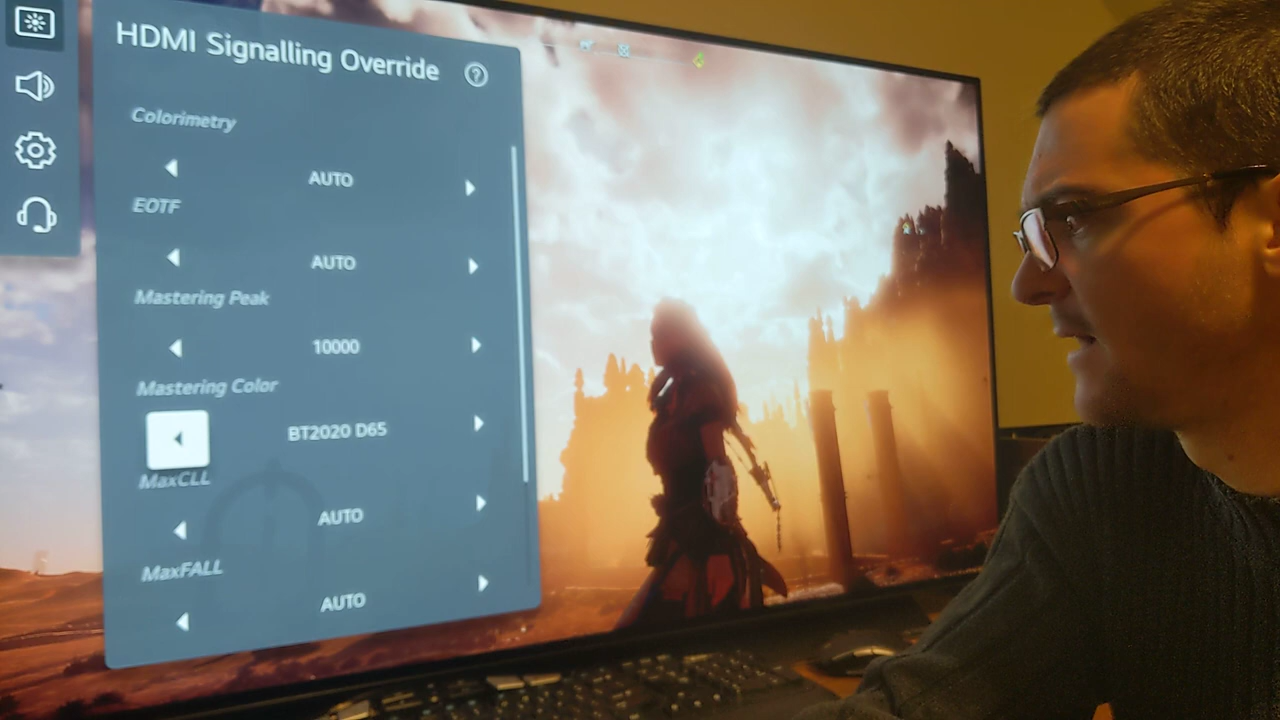 HDMI Signalling Override
?
Colorimetry
AUTO
EOTF
AUTO
Mastering Peak
10000
Mastering Color
BT2020 D65
MaxCLL
AUTO
MaxFALL
AUTO